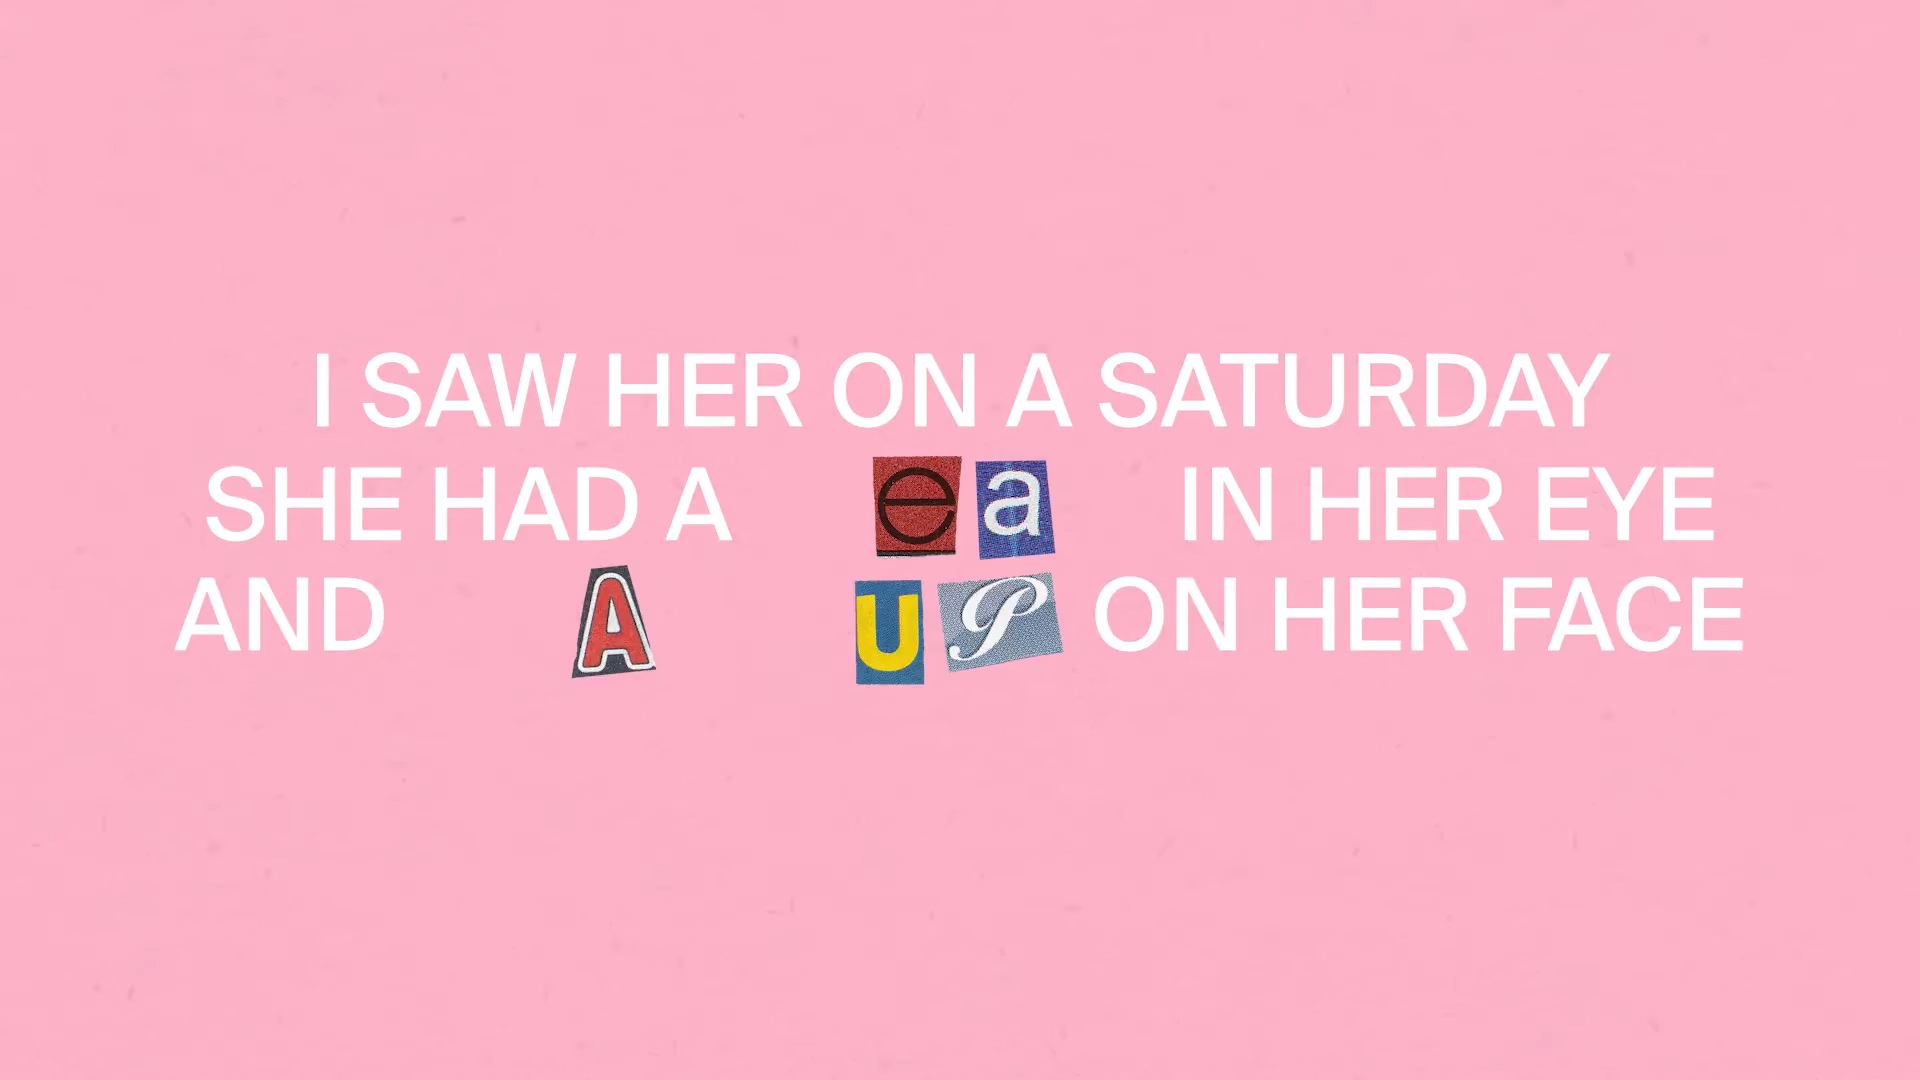 I SAW HER ON A SATURDAY
SHE HAD A ea IN HER EYE
AND A UP ON HER FACE